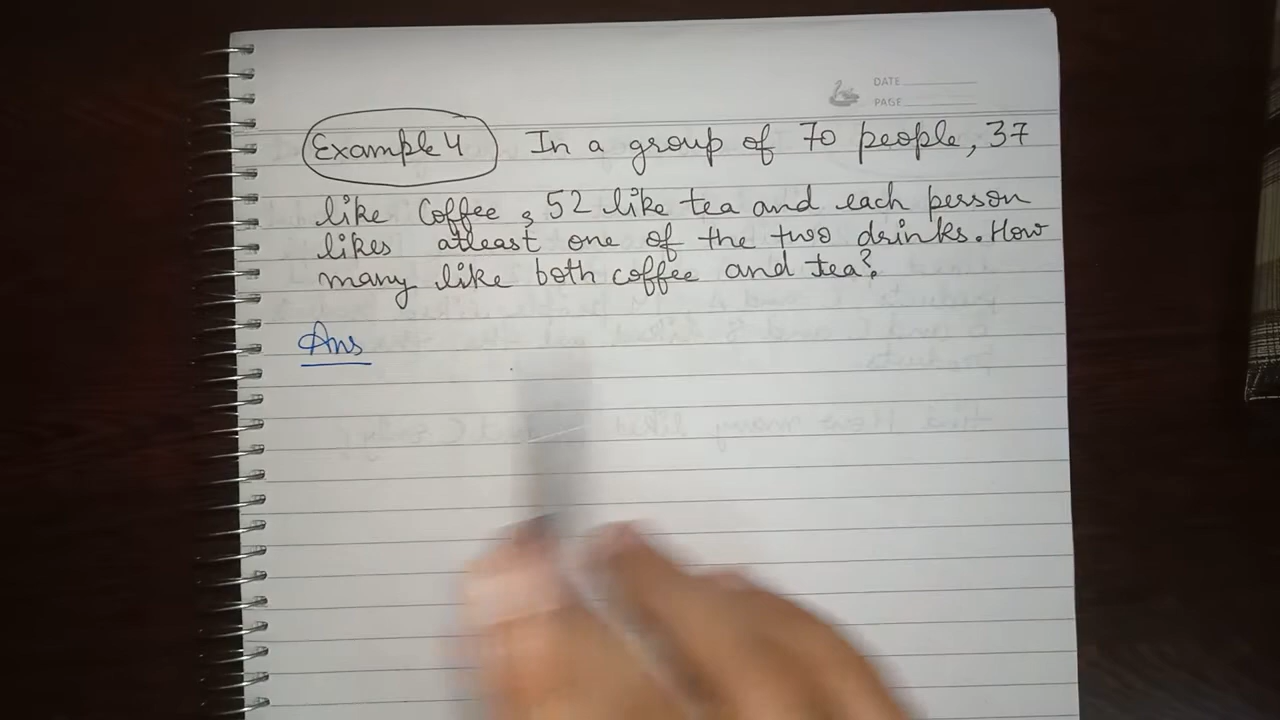 DATE
PAGE
Example 4 In a group of 70 people, 37
like Coffee, 52 like tea and each person
likes atleast one of the two drinks. How
many like both coffee and tea?
Ans